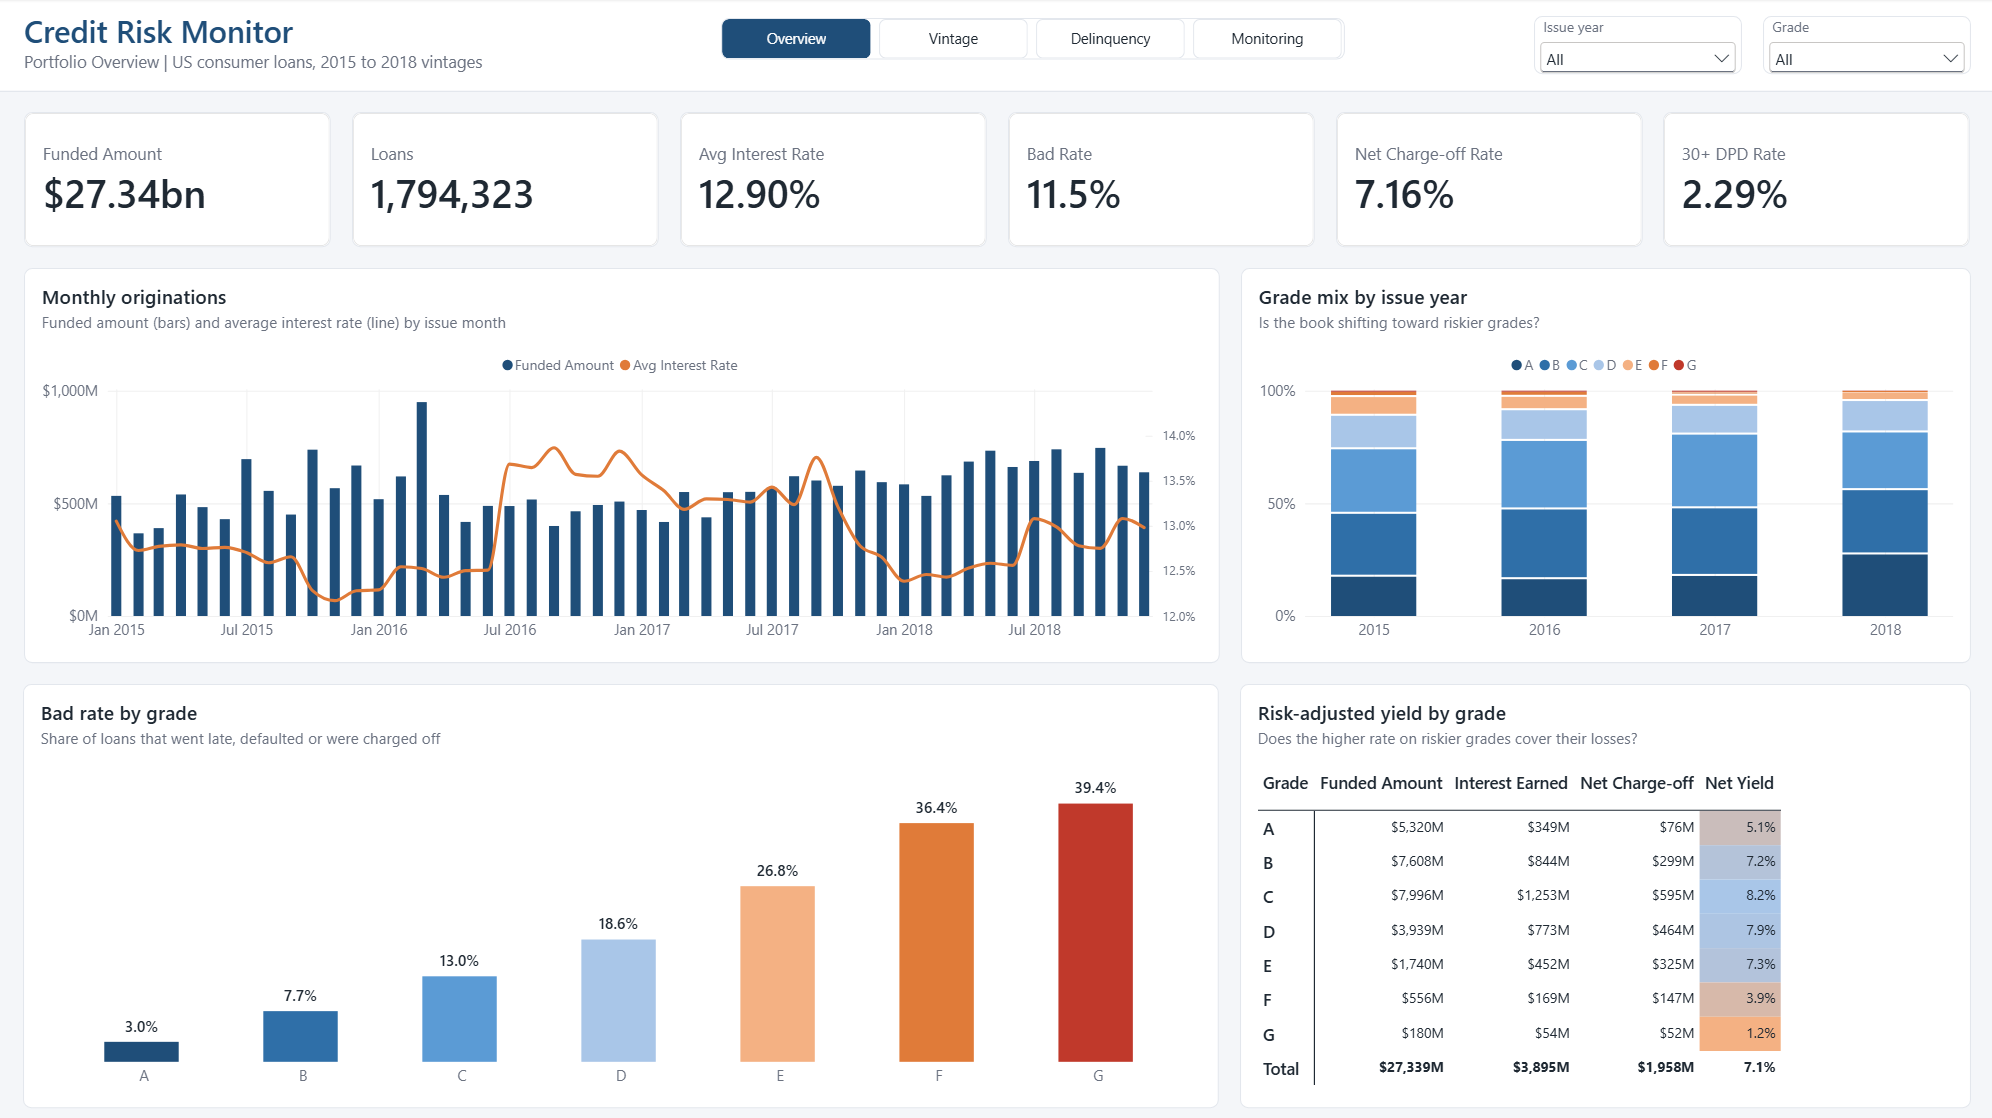 Credit Risk Monitor
Portfolio Overview | US consumer loans, 2015 to 2018 vintages
Overview
Vintage
Delinquency
Monitoring
Issue year
All
Grade
All
Funded Amount
$27.34bn
Loans
1,794,323
Avg Interest Rate
12.90%
Bad Rate
11.5%
Net Charge-off Rate
7.16%
30+ DPD Rate
2.29%
Monthly originations
Funded amount (bars) and average interest rate (line) by issue month
Funded Amount Avg Interest Rate
$1,000M
$500M
$0M
14.0%
13.5%
13.0%
12.5%
12.0%
Jan 2015 Jul 2015 Jan 2016 Jul 2016 Jan 2017 Jul 2017 Jan 2018 Jul 2018
Grade mix by issue year
Is the book shifting toward riskier grades?
A B C D E F G
100%
50%
0%
2015 2016 2017 2018
Bad rate by grade
Share of loans that went late, defaulted or were charged off
3.0% 7.7% 13.0% 18.6% 26.8% 36.4% 39.4%
A B C D E F G
Risk-adjusted yield by grade
Does the higher rate on riskier grades cover their losses?
Grade Funded Amount Interest Earned Net Charge-off Net Yield
A $5,320M $349M $76M 5.1%
B $7,608M $844M $299M 7.2%
C $7,996M $1,253M $595M 8.2%
D $3,939M $773M $464M 7.9%
E $1,740M $452M $325M 7.3%
F $556M $169M $147M 3.9%
G $180M $54M $52M 1.2%
Total $27,339M $3,895M $1,958M 7.1%